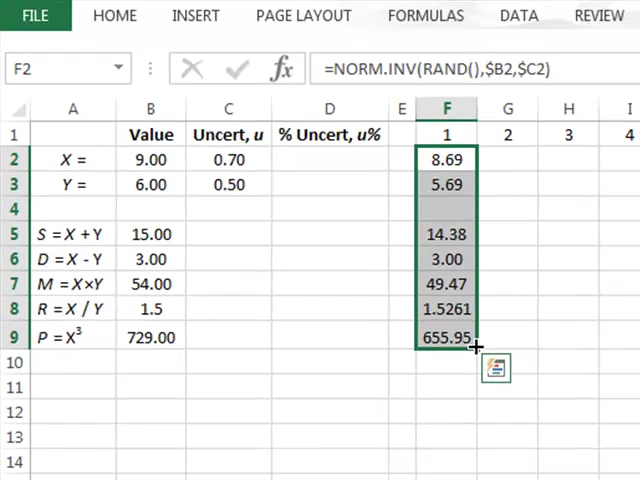 FILE HOME INSERT PAGE LAYOUT FORMULAS DATA REVIEW
F2 fx =NORM.INV(RAND(),$B2,$C2)
A B C D E F G H I
1 Value Uncert, u % Uncert, u% 1 2 3 4
2 X = 9.00 0.70 8.69
3 Y = 6.00 0.50 5.69
4
5 S = X + Y 15.00 14.38
6 D = X - Y 3.00 3.00
7 M = X×Y 54.00 49.47
8 R = X / Y 1.5 1.5261
9 P = X³ 729.00 655.95
10
11
12
13
14